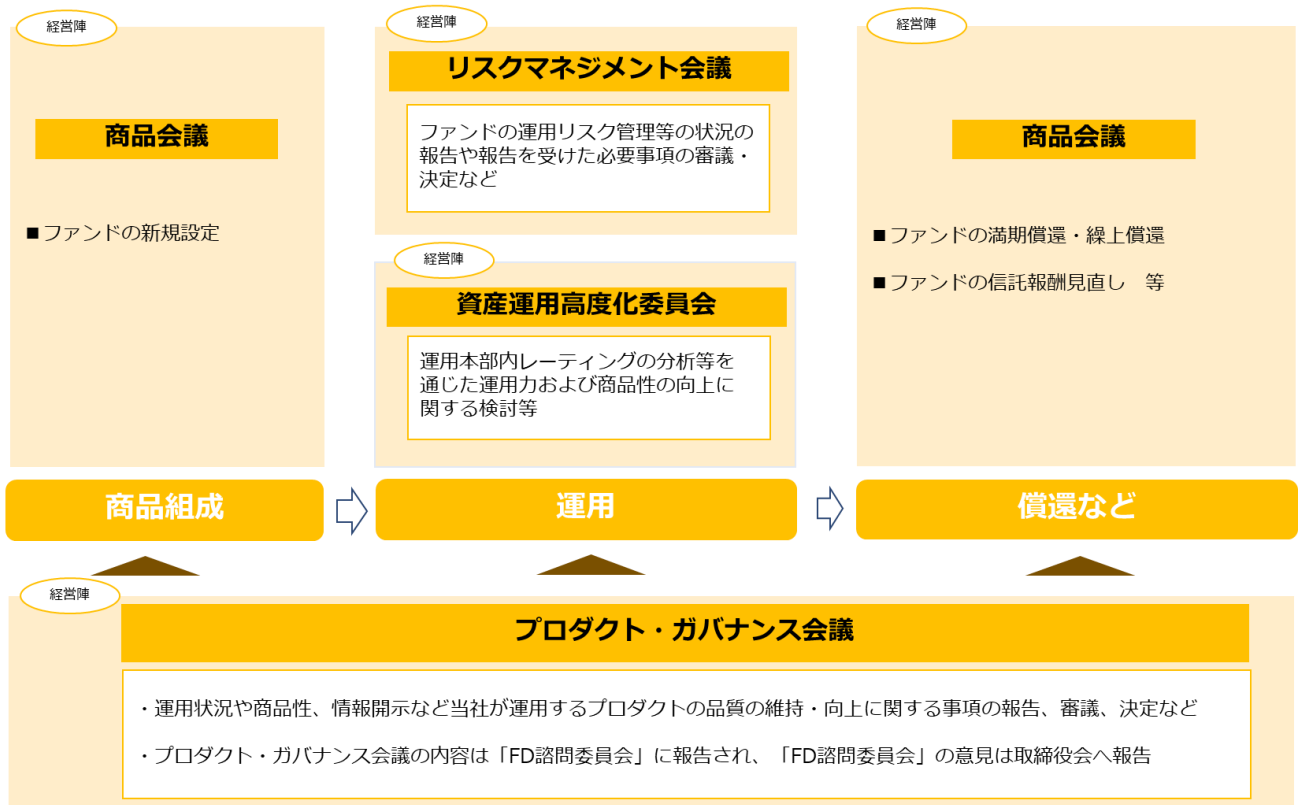 経営陣
商品会議
■ファンドの新規設定
経営陣
リスクマネジメント会議
ファンドの運用リスク管理等の状況の
報告や報告を受けた必要事項の審議・
決定など
経営陣
資産運用高度化委員会
運用本部内レーティングの分析等を
通じた運用力および商品性の向上に
関する検討等
経営陣
商品会議
■ファンドの満期償還・繰上償還
■ファンドの信託報酬見直し　等
商品組成
運用
償還など
経営陣
プロダクト・ガバナンス会議
・運用状況や商品性、情報開示など当社が運用するプロダクトの品質の維持・向上に関する事項の報告、審議、決定など
・プロダクト・ガバナンス会議の内容は「FD諮問委員会」に報告され、「FD諮問委員会」の意見は取締役会へ報告